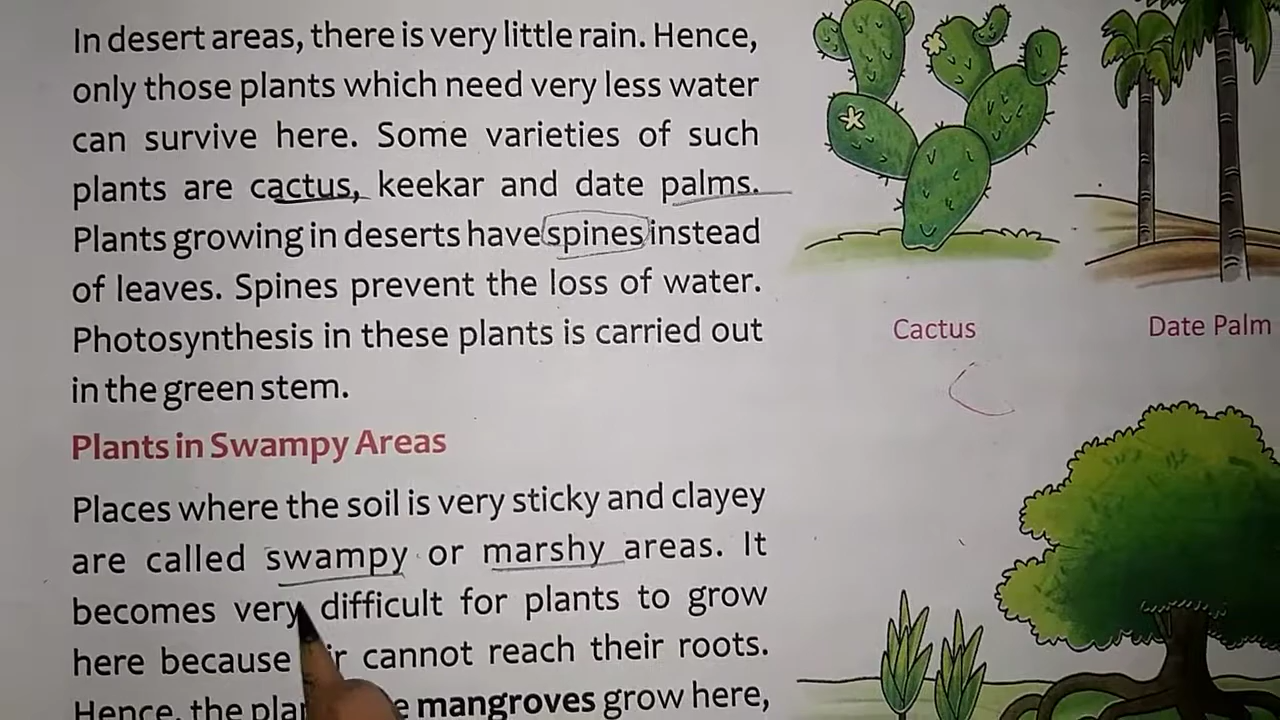 In desert areas, there is very little rain. Hence,
only those plants which need very less water
can survive here. Some varieties of such
plants are cactus, keekar and date palms.
Plants growing in deserts have spines instead
of leaves. Spines prevent the loss of water.
Photosynthesis in these plants is carried out
in the green stem.
Cactus
Date Palm
Plants in Swampy Areas
Places where the soil is very sticky and clayey
are called swampy or marshy areas. It
becomes very difficult for plants to grow
here because cannot reach their roots.
Hence, the mangroves grow here,